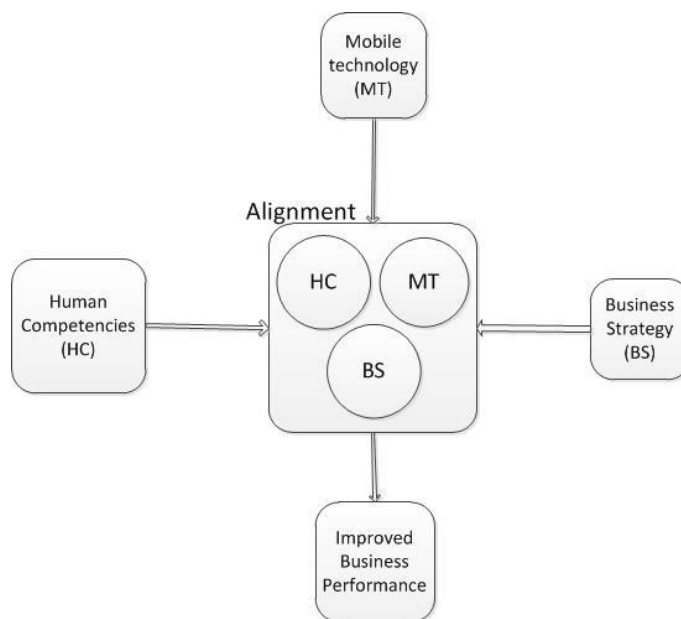 Mobile
technology
(MT)
Alignment
HC
MT
BS
Human
Competencies
(HC)
Business
Strategy
(BS)
Improved
Business
Performance